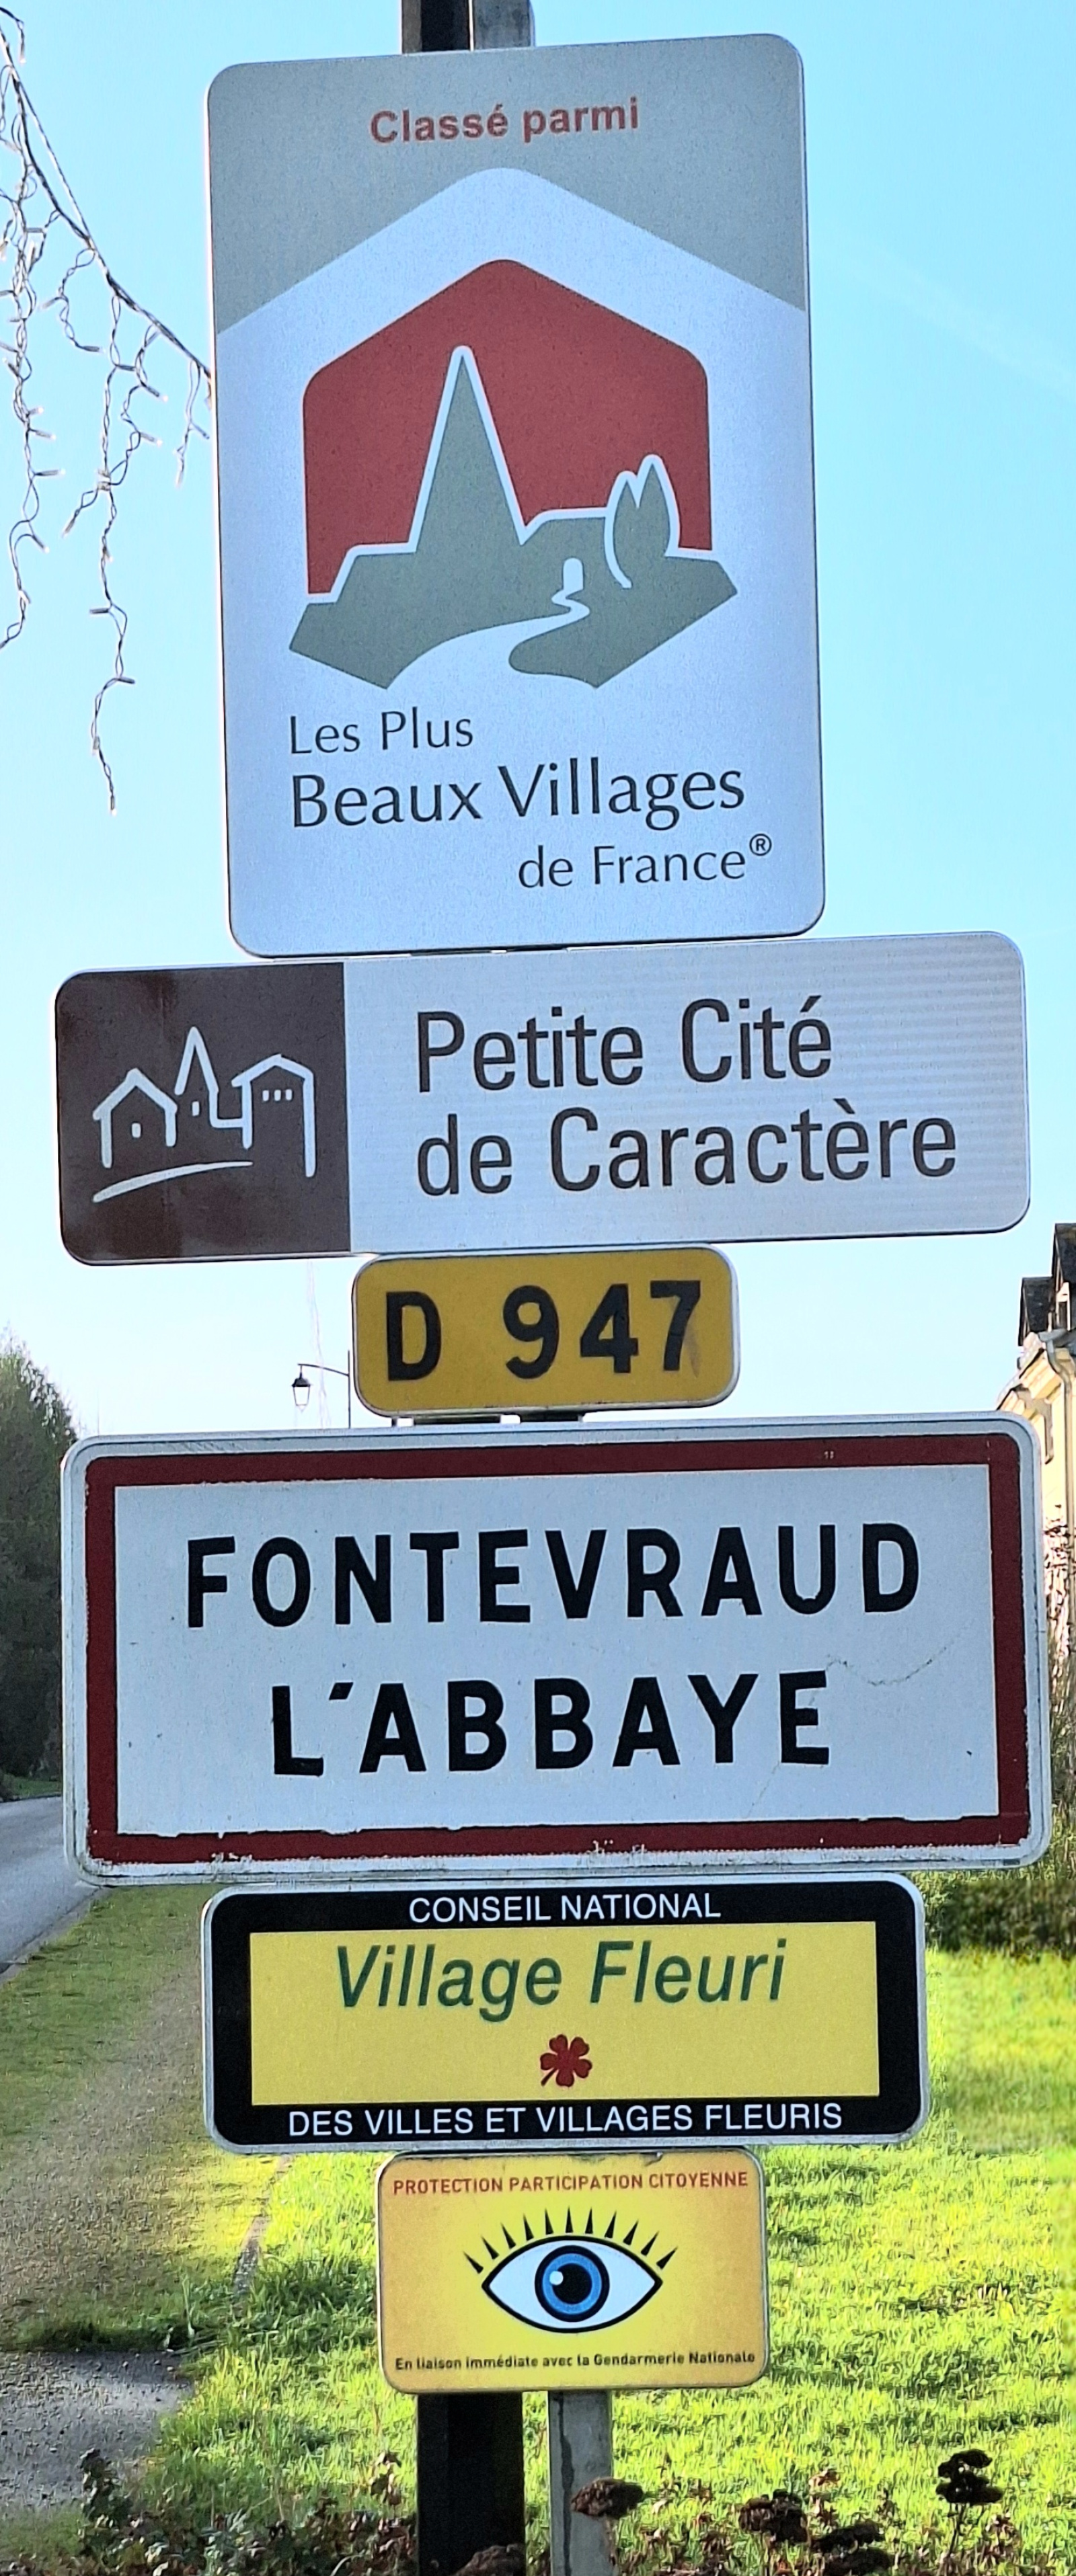 Classé parmi
Les Plus
Beaux Villages
de France®
Petite Cité
de Caractère
D 947
FONTEVRAUD
L'ABBAYE
CONSEIL NATIONAL
Village Fleuri
DES VILLES ET VILLAGES FLEURIS
PROTECTION PARTICIPATION CITOYENNE
En liaison immédiate avec la Gendarmerie Nationale